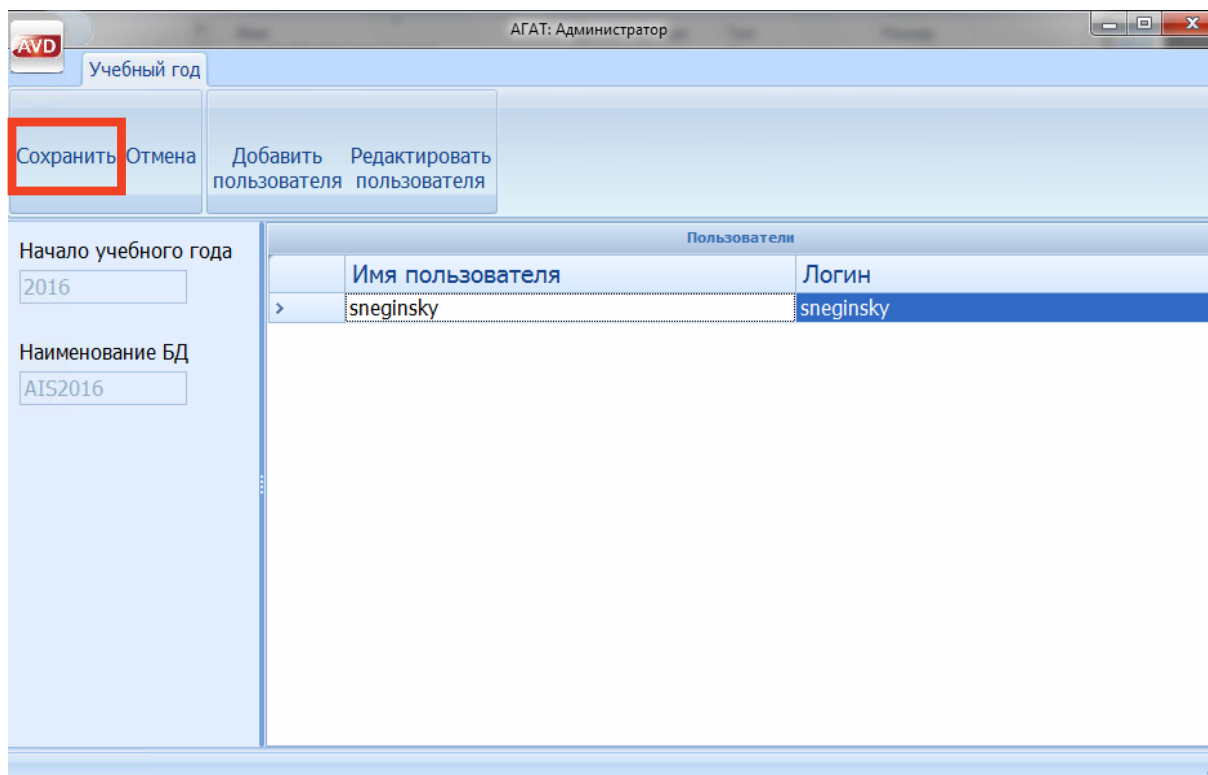 АГАТ: Администратор
AVD
Учебный год
Сохранить Отмена
Добавить пользователя
Редактировать пользователя
Начало учебного года
2016
Наименование БД
AIS2016
Пользователи
Имя пользователя Логин
sneginsky sneginsky